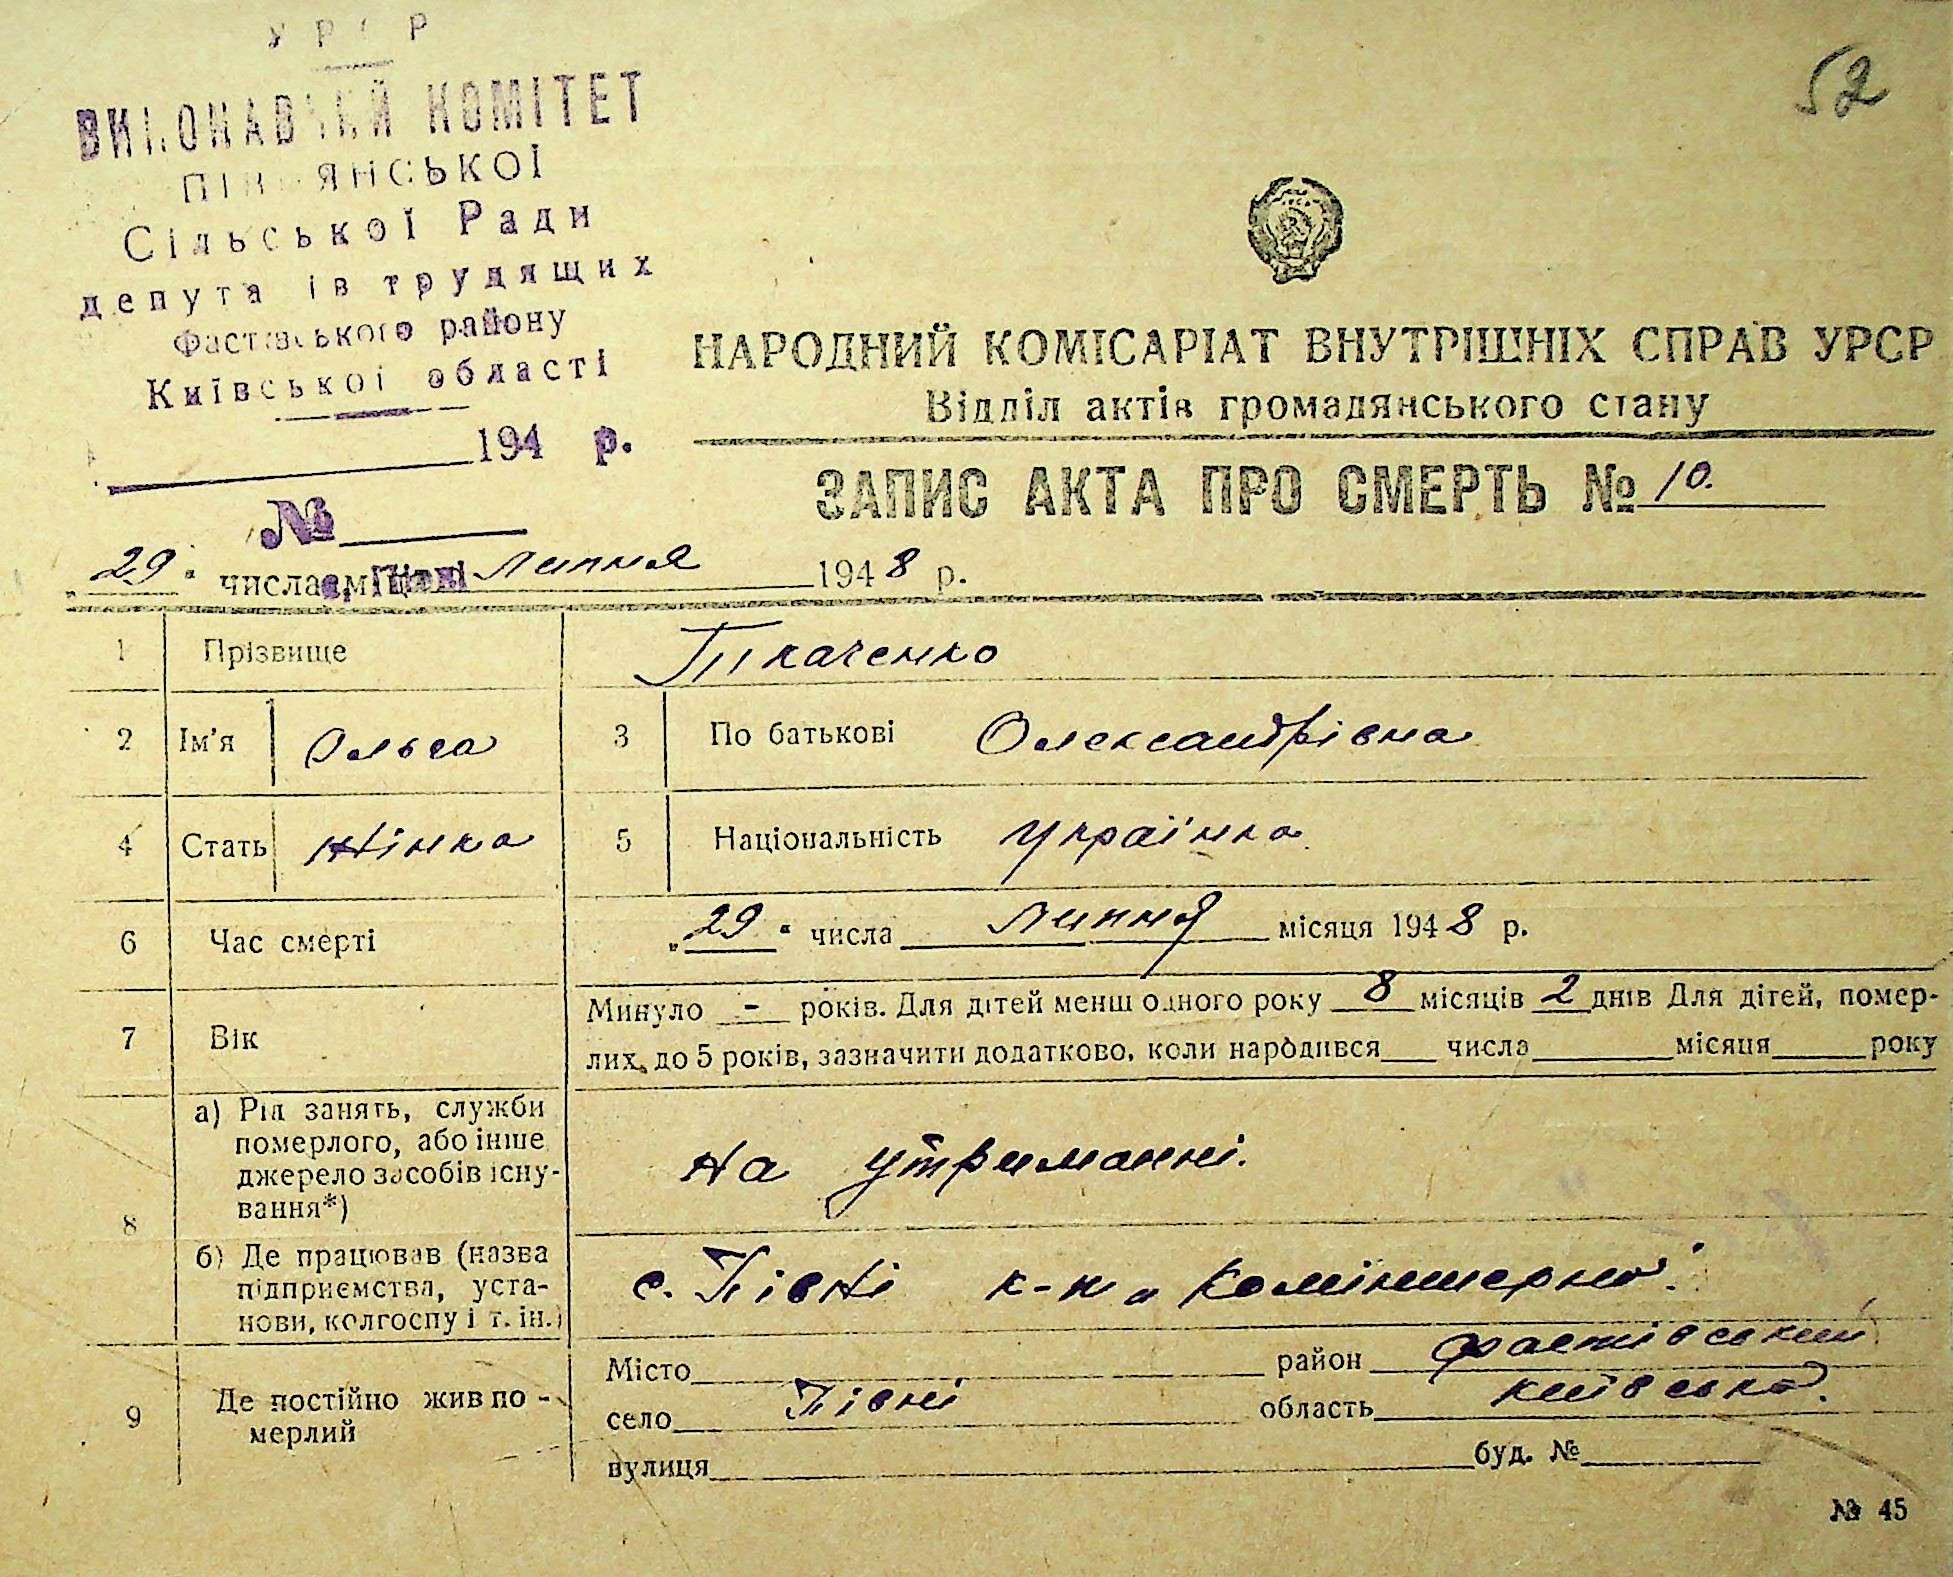 УРСР
52
ВИКОНАВЧИЙ КОМІТЕТ
ПІВНЯНСЬКОЇ
Сільської Ради
депутатів трудящих
Фастівського району
Київської області
194 р.
№
НАРОДНИЙ КОМІСАРІАТ ВНУТРІШНІХ СПРАВ УРСР
Відділ актів громадянського стану
ЗАПИС АКТА ПРО СМЕРТЬ № 10.
„29" числа м-ця Липня 1948 р.
1 Прізвище Ткаченко
2 Ім'я Ольга 3 По батькові Олександрівна
4 Стать жінка 5 Національність Українка
6 Час смерті „29" числа Липня місяця 1948 р.
7 Вік Минуло - років. Для дітей менш одного року 8 місяців 2 днів Для дітей, помер-
лих до 5 років, зазначити додатково, коли народився числа місяця року
8 а) Рід занять, служби
померлого, або інше
джерело засобів існу-
вання*)
На утриманні.
б) Де працював (назва
підприємства, уста-
нови, колгоспу і т. ін.)
с. Півні к-п „Комінтерно"
9 Де постійно жив по-
мерлий
Місто район Фастівський
село Півні область київська.
вулиця буд. №
№ 45